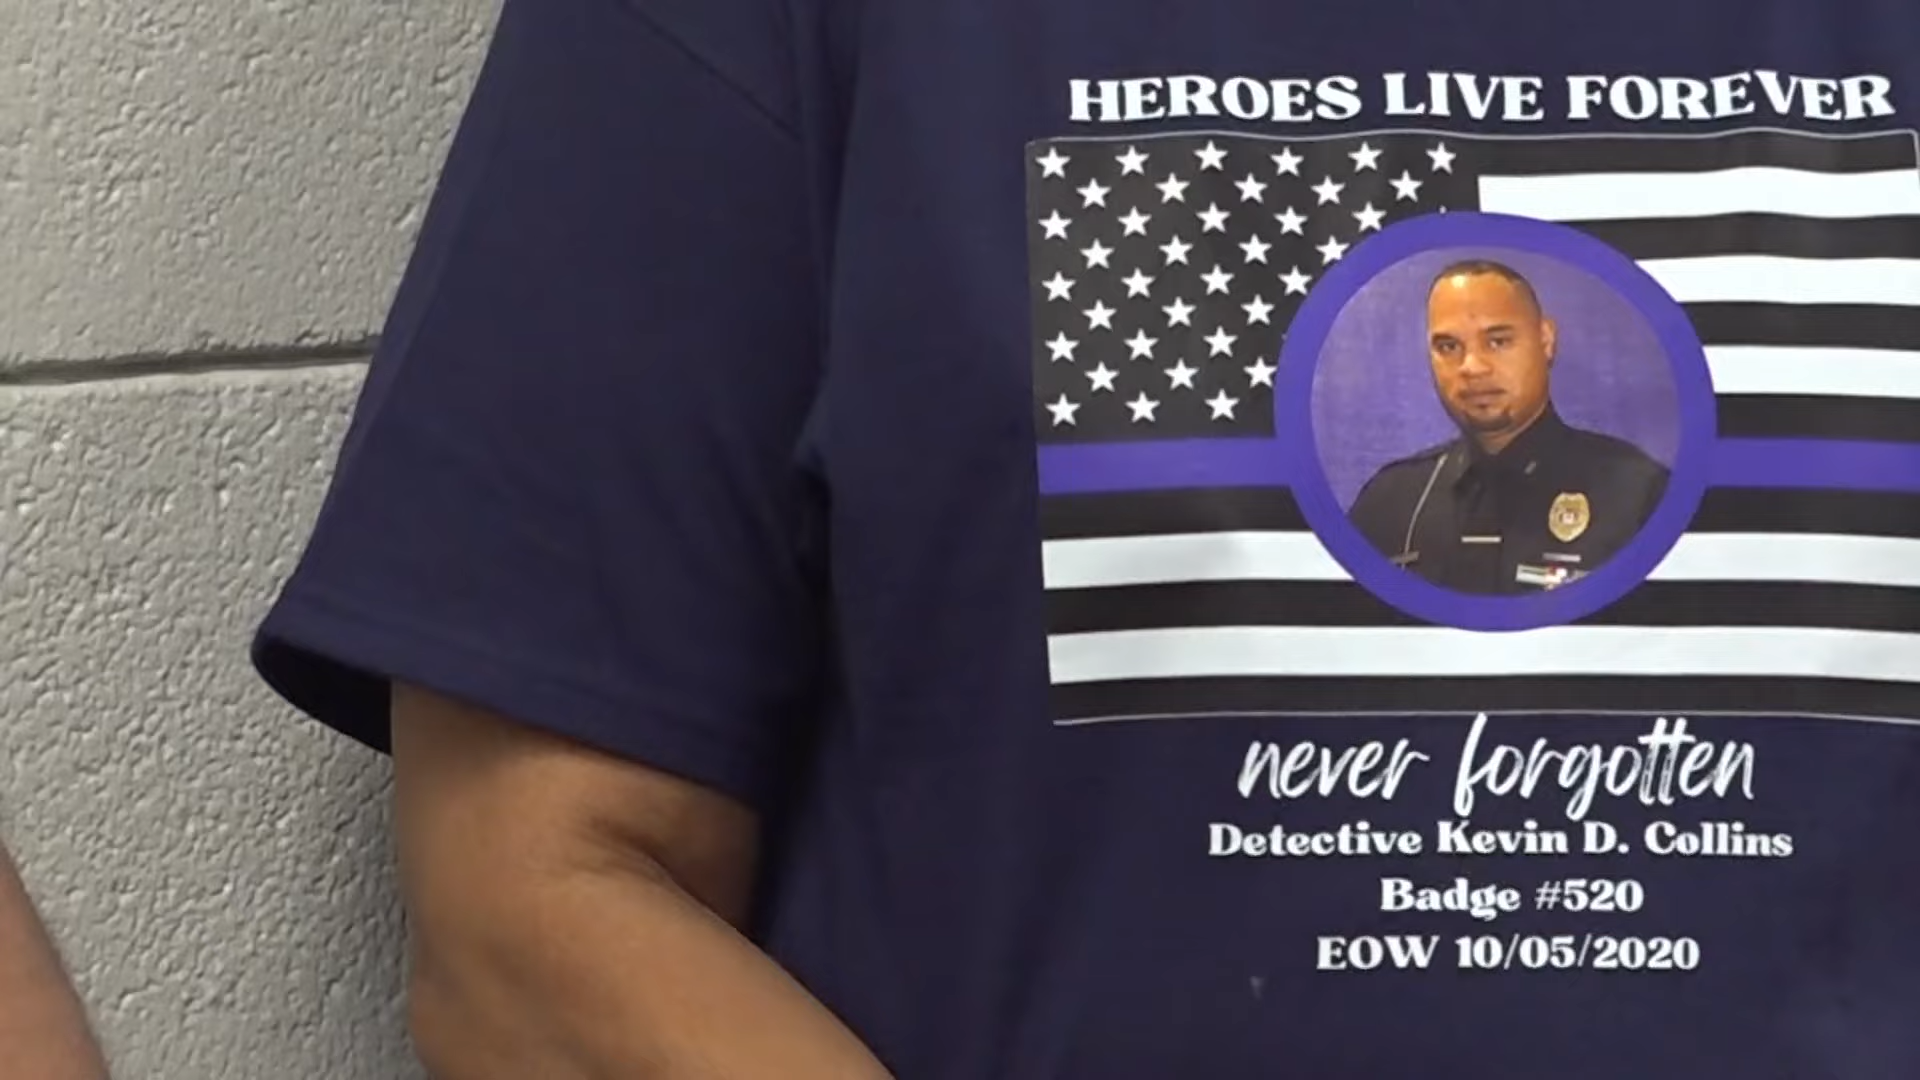 HEROES LIVE FOREVER
never forgotten
Detective Kevin D. Collins
Badge #520
EOW 10/05/2020